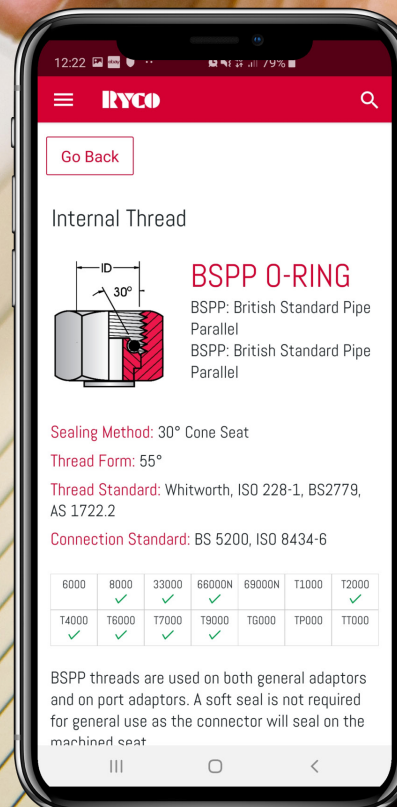 12:22
79%
RYCO
Go Back
Internal Thread
ID
30°
BSPP O-RING
BSPP: British Standard Pipe
Parallel
BSPP: British Standard Pipe
Parallel
Sealing Method: 30° Cone Seat
Thread Form: 55°
Thread Standard: Whitworth, ISO 228-1, BS2779,
AS 1722.2
Connection Standard: BS 5200, ISO 8434-6
6000 8000 33000 66000N 69000N T1000 T2000
✓ ✓ ✓ ✓
T4000 T6000 T7000 T9000 TG000 TP000 TT000
✓ ✓ ✓ ✓
BSPP threads are used on both general adaptors
and on port adaptors. A soft seal is not required
for general use as the connector will seal on the
machined seat